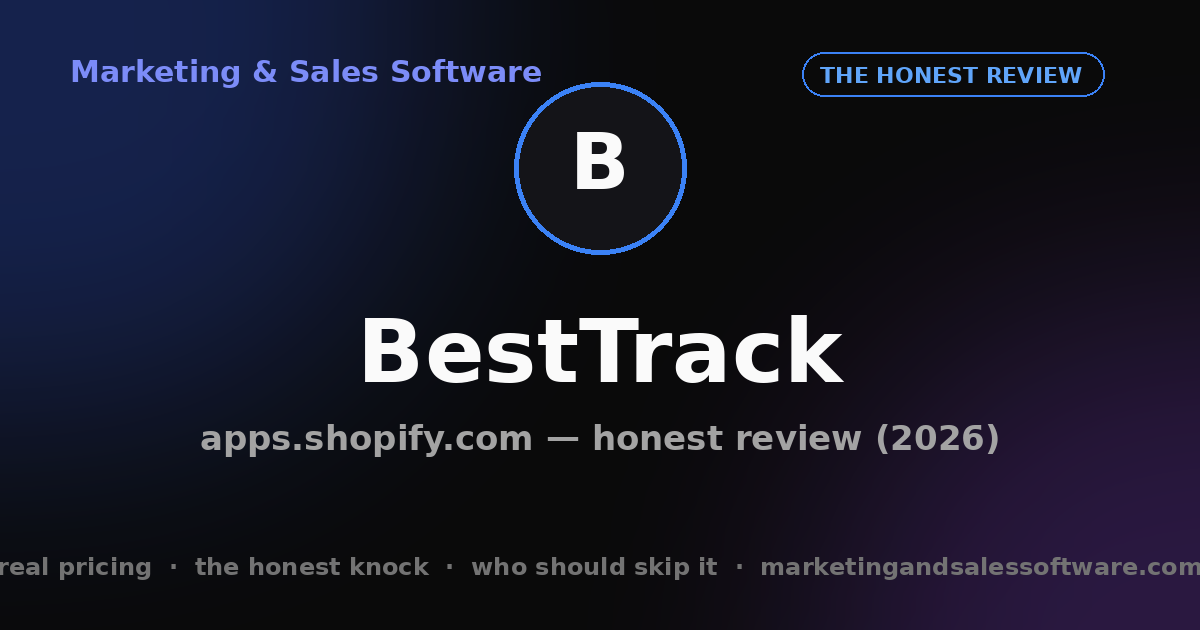 Marketing & Sales Software
THE HONEST REVIEW
B
BestTrack
apps.shopify.com — honest review (2026)
real pricing · the honest knock · who should skip it · marketingandsalessoftware.com